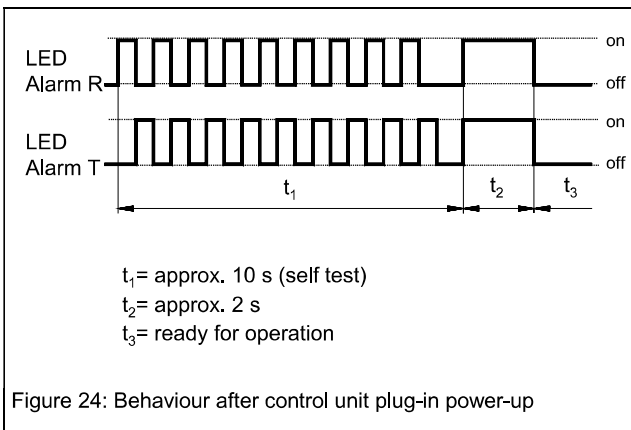 LED
Alarm R
on
off
LED
Alarm T
on
off
t₁
t₂
t₃
t₁= approx. 10 s (self test)
t₂= approx. 2 s
t₃= ready for operation
Figure 24: Behaviour after control unit plug-in power-up